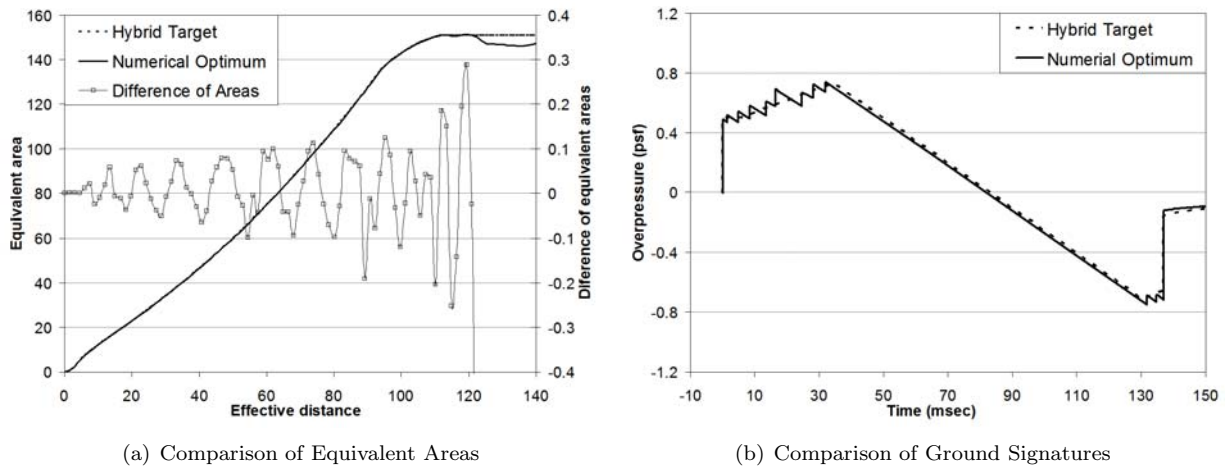 160
140
120
100
80
60
40
20
0
Equivalent area
0.4
0.3
0.2
0.1
0
-0.1
-0.2
-0.3
-0.4
Diference of equivalent areas
Hybrid Target
Numerical Optimum
Difference of Areas
0 20 40 60 80 100 120 140
Effective distance
(a) Comparison of Equivalent Areas
1.2
0.8
0.4
0
-0.4
-0.8
-1.2
Overpressure (psf)
Hybrid Target
Numerial Optimum
-10 10 30 50 70 90 110 130 150
Time (msec)
(b) Comparison of Ground Signatures